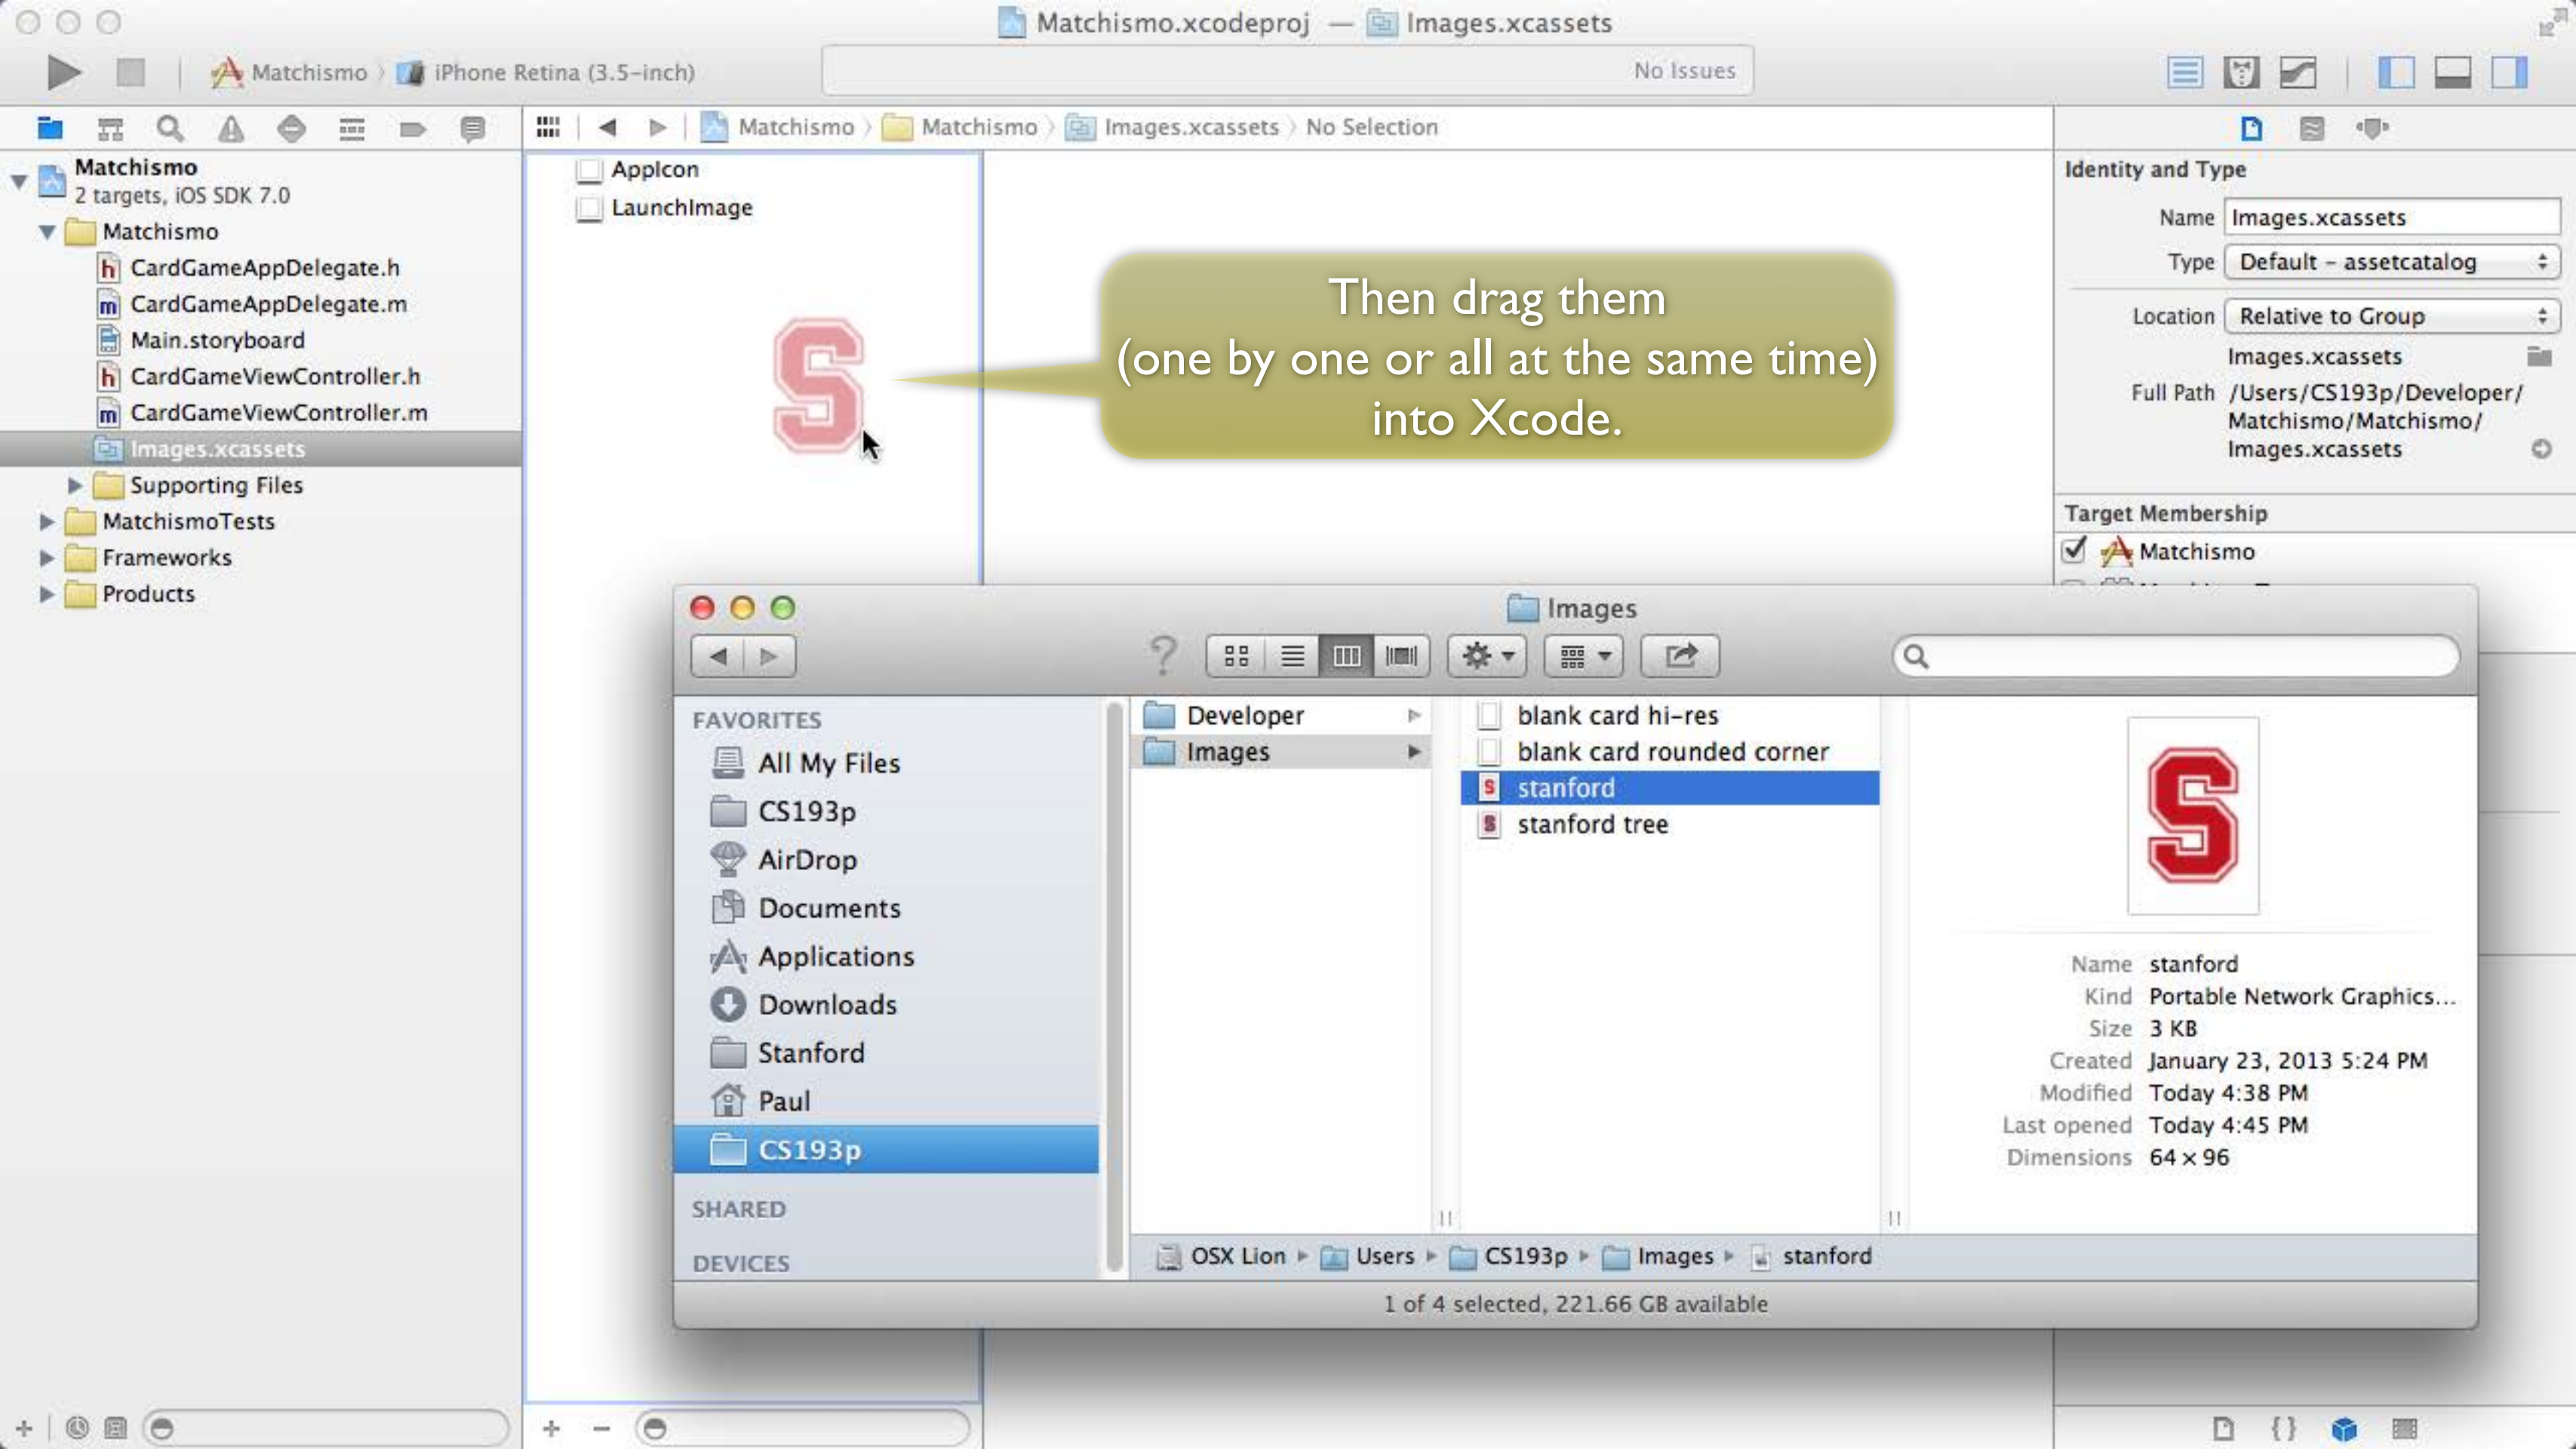 Matchismo.xcodeproj — Images.xcassets
Matchismo
iPhone Retina (3.5-inch)
No Issues
Matchismo
Matchismo
Images.xcassets
No Selection
Matchismo
2 targets, iOS SDK 7.0
Matchismo
CardGameAppDelegate.h
CardGameAppDelegate.m
Main.storyboard
CardGameViewController.h
CardGameViewController.m
Images.xcassets
Supporting Files
MatchismoTests
Frameworks
Products
AppIcon
LaunchImage
S
Then drag them
(one by one or all at the same time)
into Xcode.
Identity and Type
Name Images.xcassets
Type Default - assetcatalog
Location Relative to Group
Images.xcassets
Full Path /Users/CS193p/Developer/
Matchismo/Matchismo/
Images.xcassets
Target Membership
Matchismo
Images
FAVORITES
All My Files
CS193p
AirDrop
Documents
Applications
Downloads
Stanford
Paul
CS193p
SHARED
DEVICES
Developer
Images
blank card hi-res
blank card rounded corner
stanford
stanford tree
S
Name stanford
Kind Portable Network Graphics...
Size 3 KB
Created January 23, 2013 5:24 PM
Modified Today 4:38 PM
Last opened Today 4:45 PM
Dimensions 64 × 96
OSX Lion
Users
CS193p
Images
stanford
1 of 4 selected, 221.66 GB available